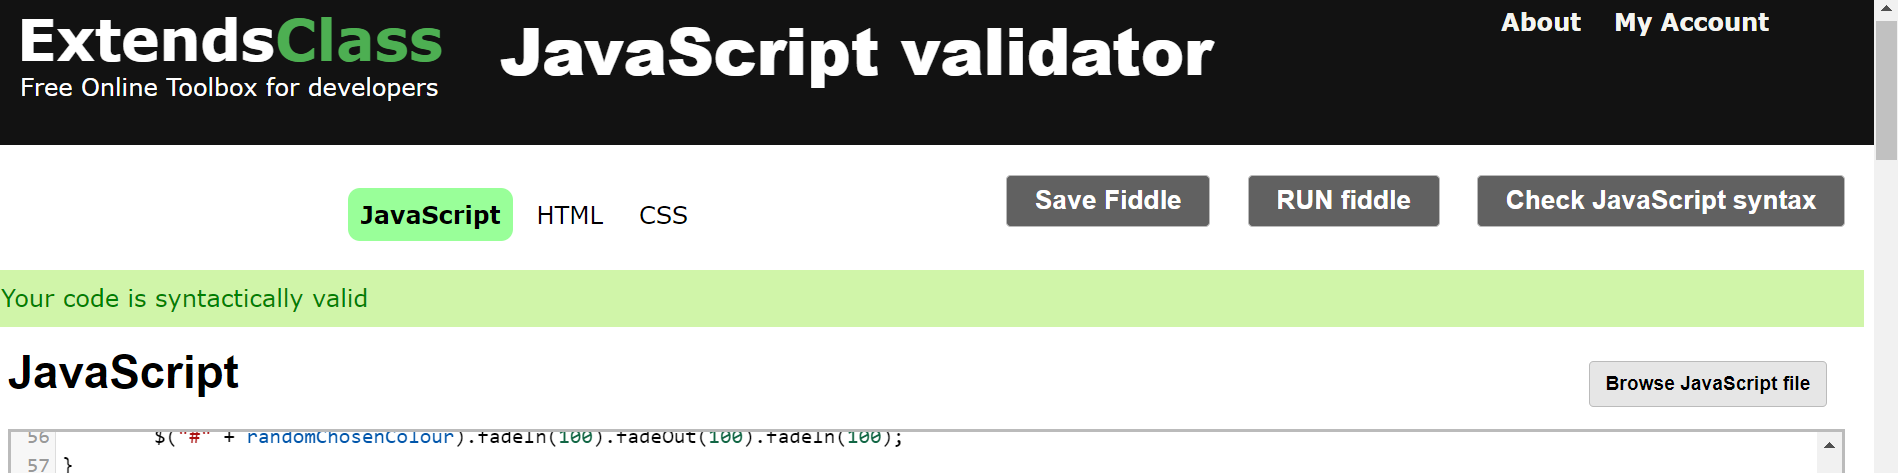 ExtendsClass
Free Online Toolbox for developers
JavaScript validator
About My Account
JavaScript HTML CSS
Save Fiddle RUN fiddle Check JavaScript syntax
Your code is syntactically valid
JavaScript
Browse JavaScript file
56 $("#" + randomChosenColour).fadeIn(100).fadeOut(100).fadeIn(100);
57 }